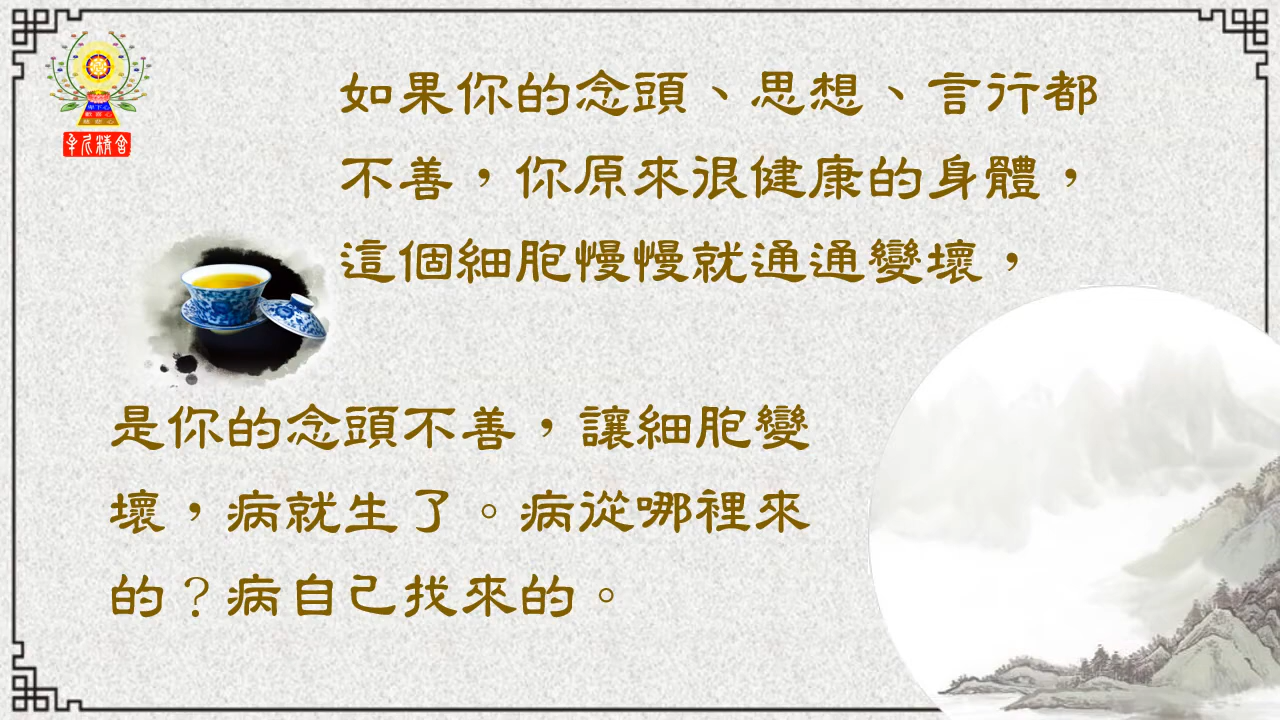 如果你的念頭、思想、言行都
不善，你原來很健康的身體，
這個細胞慢慢就通通變壞，
是你的念頭不善，讓細胞變
壞，病就生了。病從哪裡來
的？病自己找來的。